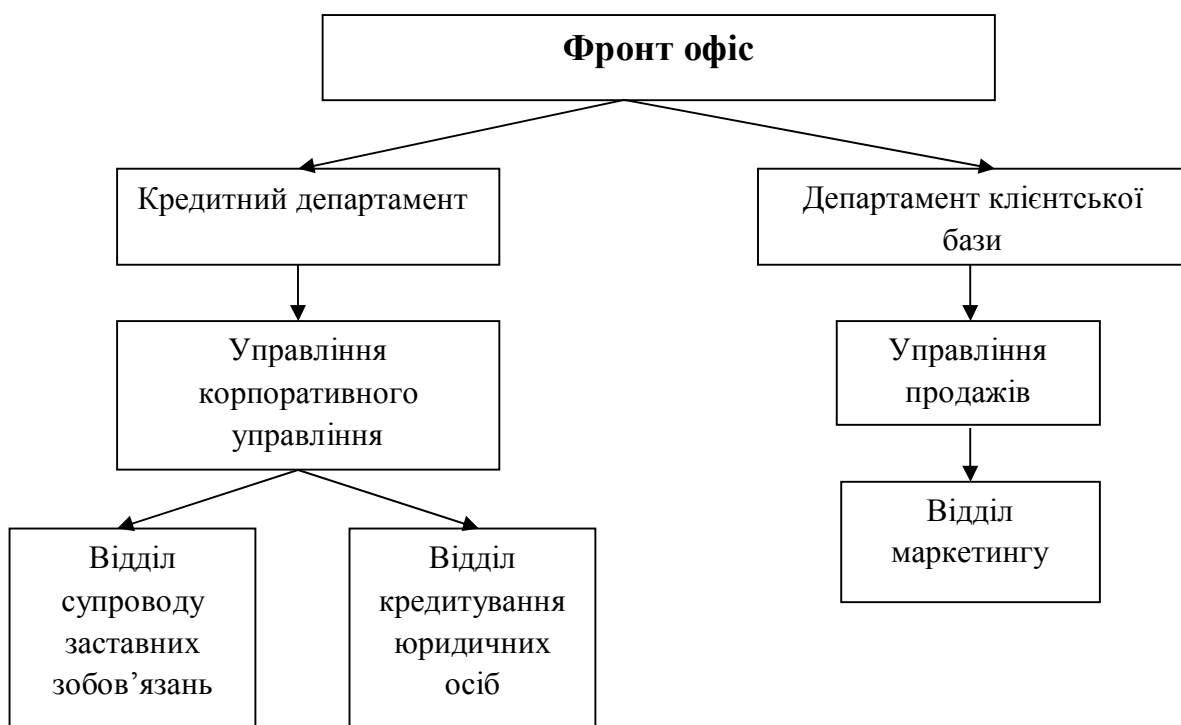 Фронт офіс
Кредитний департамент
Департамент клієнтської
бази
Управління
корпоративного
управління
Управління
продажів
Відділ
маркетингу
Відділ
супроводу
заставних
зобов’язань
Відділ
кредитування
юридичних
осіб